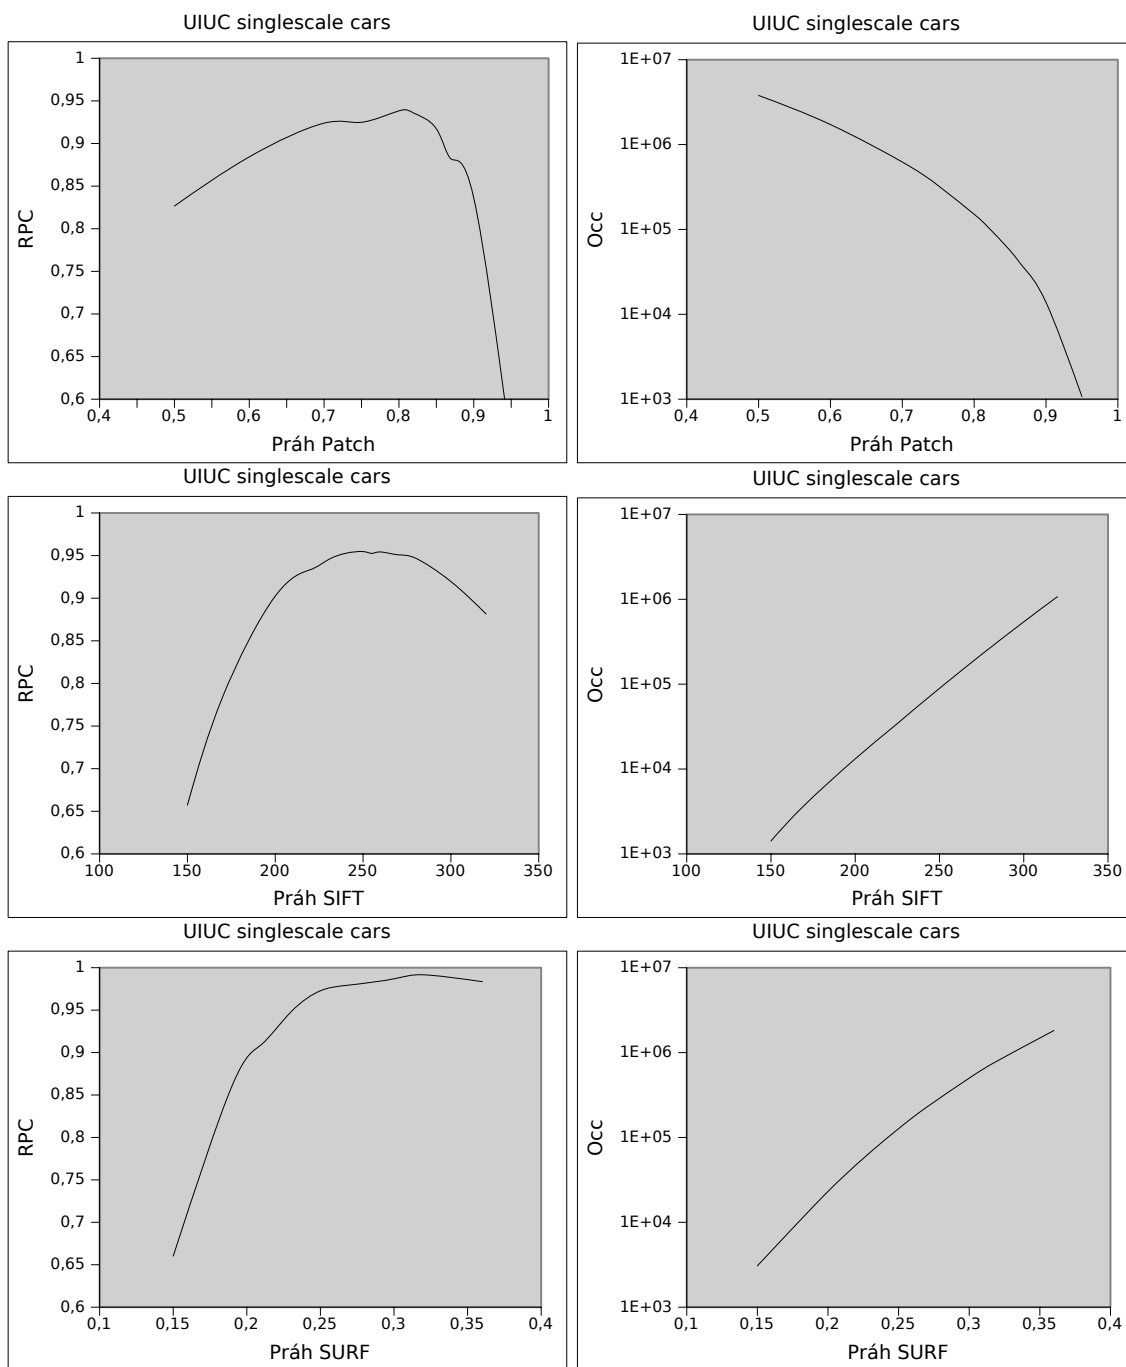 UIUC singlescale cars
UIUC singlescale cars
1
0,95
0,9
0,85
0,8
0,75
0,7
0,65
0,6
RPC
0,4 0,5 0,6 0,7 0,8 0,9 1
Práh Patch
1E+07
1E+06
1E+05
1E+04
1E+03
Occ
0,4 0,5 0,6 0,7 0,8 0,9 1
Práh Patch
UIUC singlescale cars
UIUC singlescale cars
1
0,95
0,9
0,85
0,8
0,75
0,7
0,65
0,6
RPC
100 150 200 250 300 350
Práh SIFT
1E+07
1E+06
1E+05
1E+04
1E+03
Occ
100 150 200 250 300 350
Práh SIFT
UIUC singlescale cars
UIUC singlescale cars
1
0,95
0,9
0,85
0,8
0,75
0,7
0,65
0,6
RPC
0,1 0,15 0,2 0,25 0,3 0,35 0,4
Práh SURF
1E+07
1E+06
1E+05
1E+04
1E+03
Occ
0,1 0,15 0,2 0,25 0,3 0,35 0,4
Práh SURF